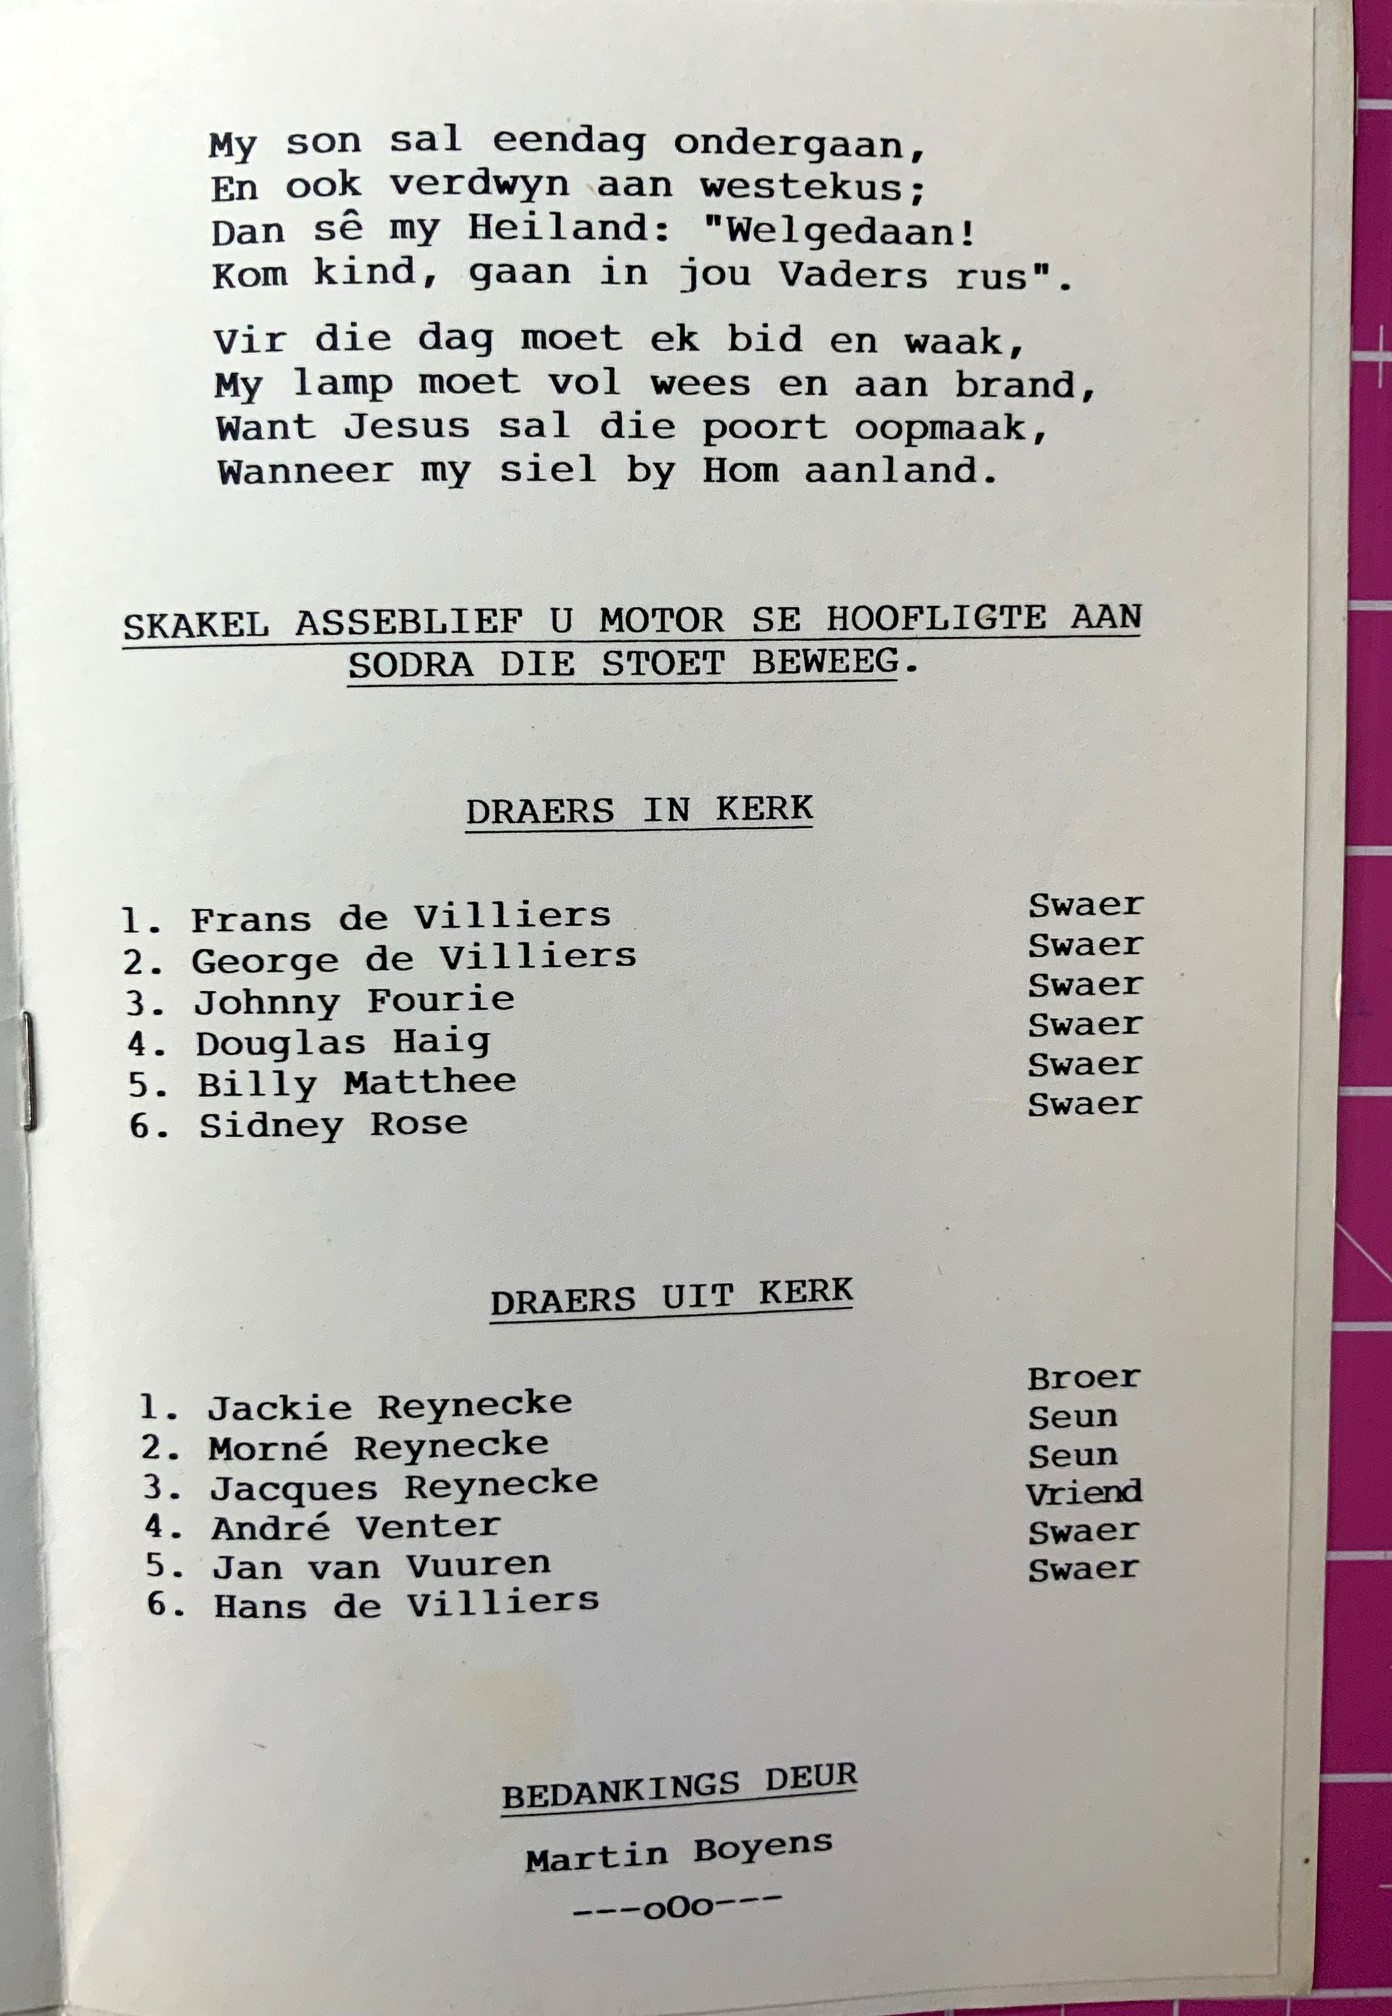 My son sal eendag ondergaan,
En ook verdwyn aan westekus;
Dan sê my Heiland: "Welgedaan!
Kom kind, gaan in jou Vaders rus".
Vir die dag moet ek bid en waak,
My lamp moet vol wees en aan brand,
Want Jesus sal die poort oopmaak,
Wanneer my siel by Hom aanland.
SKAKEL ASSEBLIEF U MOTOR SE HOOFLIGTE AAN
SODRA DIE STOET BEWEEG.
DRAERS IN KERK
1. Frans de Villiers Swaer
2. George de Villiers Swaer
3. Johnny Fourie Swaer
4. Douglas Haig Swaer
5. Billy Matthee Swaer
6. Sidney Rose Swaer
DRAERS UIT KERK
1. Jackie Reynecke Broer
2. Morné Reynecke Seun
3. Jacques Reynecke Seun
4. André Venter Vriend
5. Jan van Vuuren Swaer
6. Hans de Villiers Swaer
BEDANKINGS DEUR
Martin Boyens
---oOo---